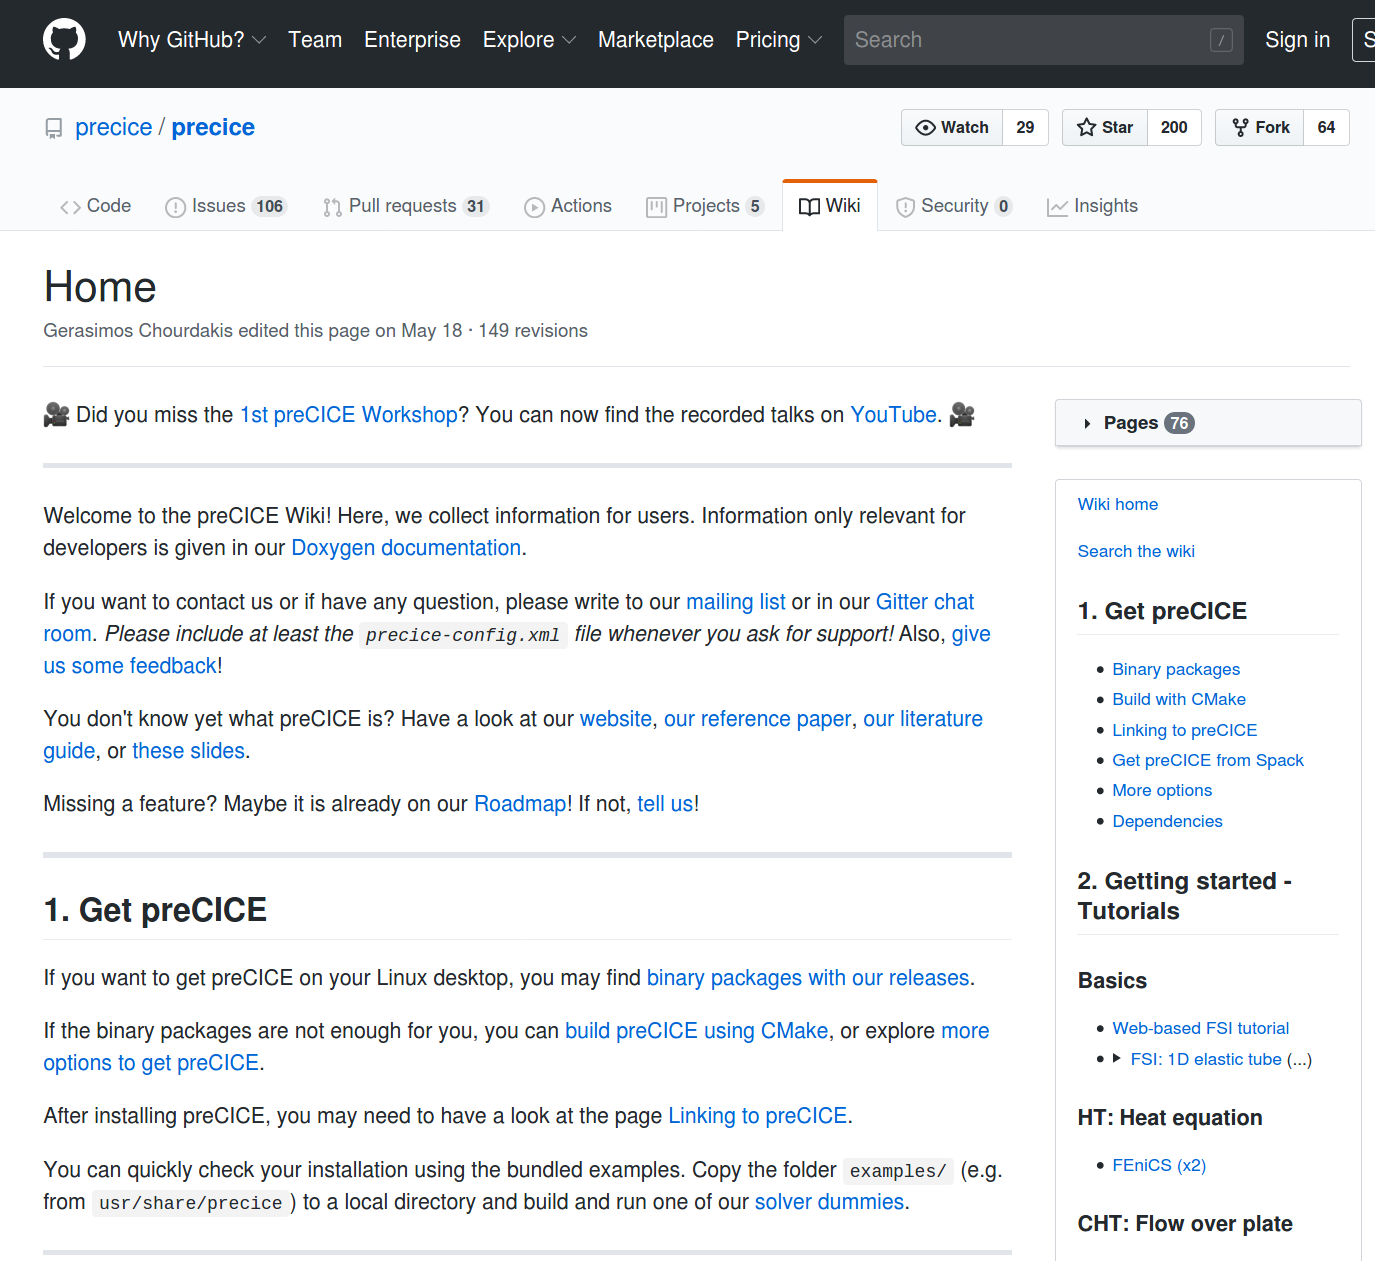 Why GitHub? Team Enterprise Explore Marketplace Pricing Search / Sign in S
precice / precice
Watch 29 Star 200 Fork 64
Code Issues 106 Pull requests 31 Actions Projects 5 Wiki Security 0 Insights
Home
Gerasimos Chourdakis edited this page on May 18 · 149 revisions
🎥 Did you miss the 1st preCICE Workshop? You can now find the recorded talks on YouTube. 🎥
Welcome to the preCICE Wiki! Here, we collect information for users. Information only relevant for
developers is given in our Doxygen documentation.
If you want to contact us or if have any question, please write to our mailing list or in our Gitter chat
room. Please include at least the precice-config.xml file whenever you ask for support! Also, give
us some feedback!
You don't know yet what preCICE is? Have a look at our website, our reference paper, our literature
guide, or these slides.
Missing a feature? Maybe it is already on our Roadmap! If not, tell us!
1. Get preCICE
If you want to get preCICE on your Linux desktop, you may find binary packages with our releases.
If the binary packages are not enough for you, you can build preCICE using CMake, or explore more
options to get preCICE.
After installing preCICE, you may need to have a look at the page Linking to preCICE.
You can quickly check your installation using the bundled examples. Copy the folder examples/ (e.g.
from usr/share/precice) to a local directory and build and run one of our solver dummies.
Pages 76
Wiki home
Search the wiki
1. Get preCICE
Binary packages
Build with CMake
Linking to preCICE
Get preCICE from Spack
More options
Dependencies
2. Getting started -
Tutorials
Basics
Web-based FSI tutorial
FSI: 1D elastic tube (...)
HT: Heat equation
FEniCS (x2)
CHT: Flow over plate